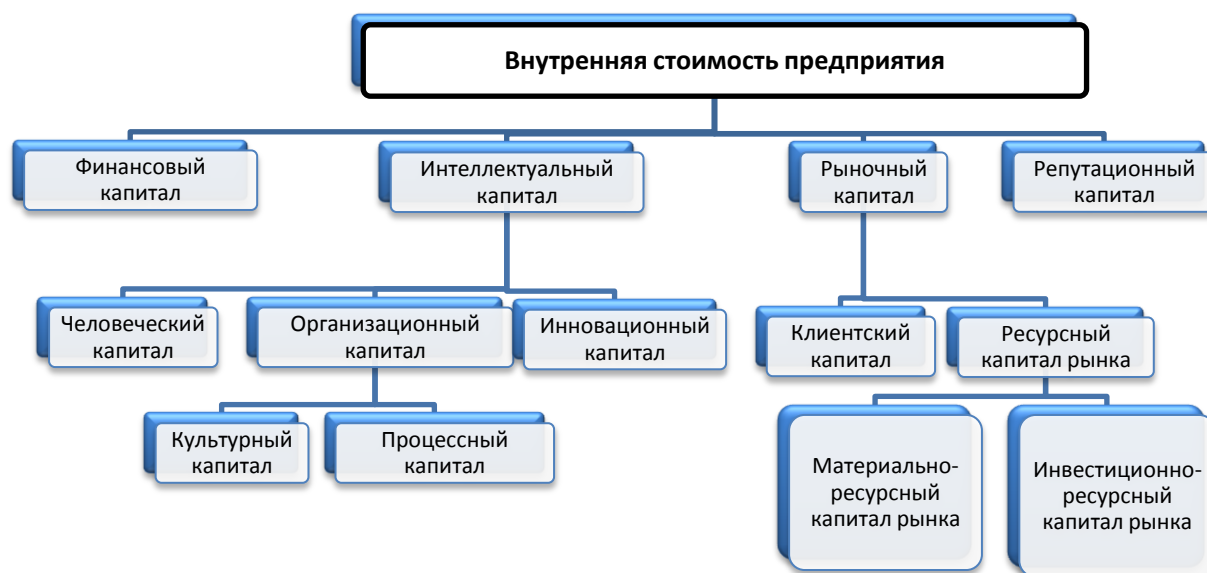 Внутренняя стоимость предприятия
Финансовый
капитал
Интеллектуальный
капитал
Рыночный
капитал
Репутационный
капитал
Человеческий
капитал
Организационный
капитал
Инновационный
капитал
Клиентский
капитал
Ресурсный
капитал рынка
Культурный
капитал
Процессный
капитал
Материально-
ресурсный
капитал рынка
Инвестиционно-
ресурсный
капитал рынка